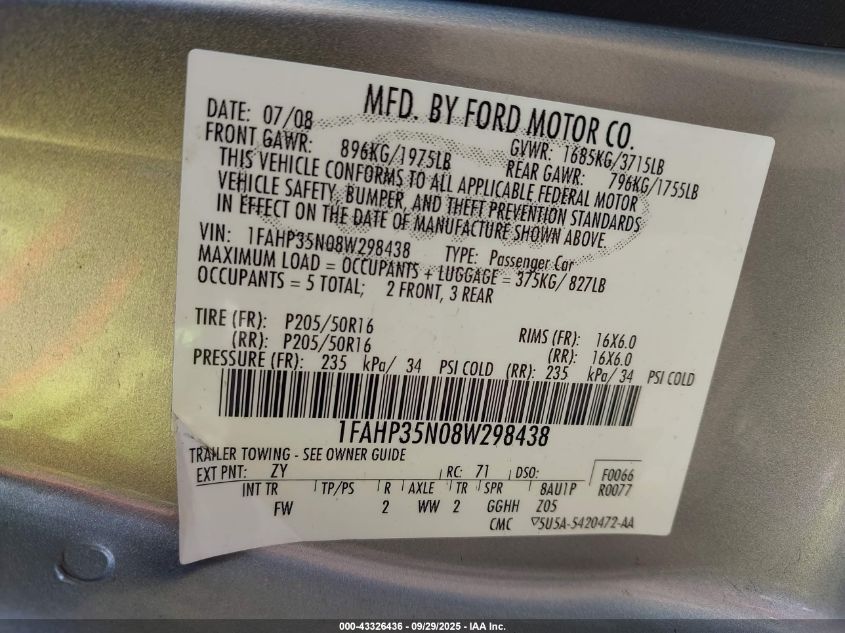 MFD. BY FORD MOTOR CO.
DATE: 07/08 GVWR: 1685KG/3715LB
FRONT GAWR: 896KG/1975LB REAR GAWR: 796KG/1755LB
THIS VEHICLE CONFORMS TO ALL APPLICABLE FEDERAL MOTOR
VEHICLE SAFETY, BUMPER, AND THEFT PREVENTION STANDARDS
IN EFFECT ON THE DATE OF MANUFACTURE SHOWN ABOVE.
VIN: 1FAHP35N08W298438 TYPE: Passenger Car
MAXIMUM LOAD = OCCUPANTS + LUGGAGE = 375KG/ 827LB
OCCUPANTS = 5 TOTAL; 2 FRONT, 3 REAR
TIRE (FR): P205/50R16 RIMS (FR): 16X6.0
(RR): P205/50R16 (RR): 16X6.0
PRESSURE (FR): 235 kPa/ 34 PSI COLD (RR): 235 kPa/ 34 PSI COLD
1FAHP35N08W298438
TRAILER TOWING - SEE OWNER GUIDE
EXT PNT: ZY RC: 71 DSO: F0066
INT TR TP/PS R AXLE TR SPR 8AU1P R0077
FW 2 WW 2 GGHH Z05
CMC ▽5U5A-5420472-AA
000-43326436 - 09/29/2025 - IAA Inc.